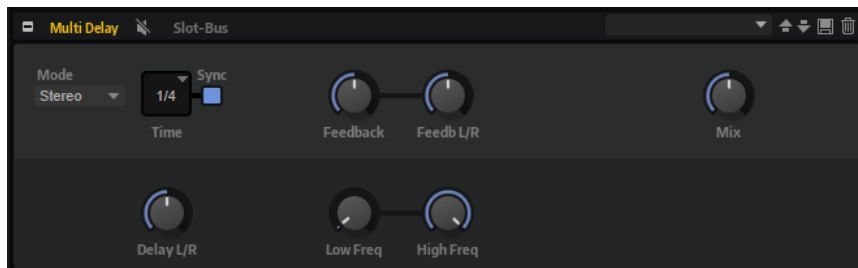 Multi Delay Slot-Bus
Mode Sync
Stereo 1/4
Time Feedback Feedb L/R Mix
Delay L/R Low Freq High Freq